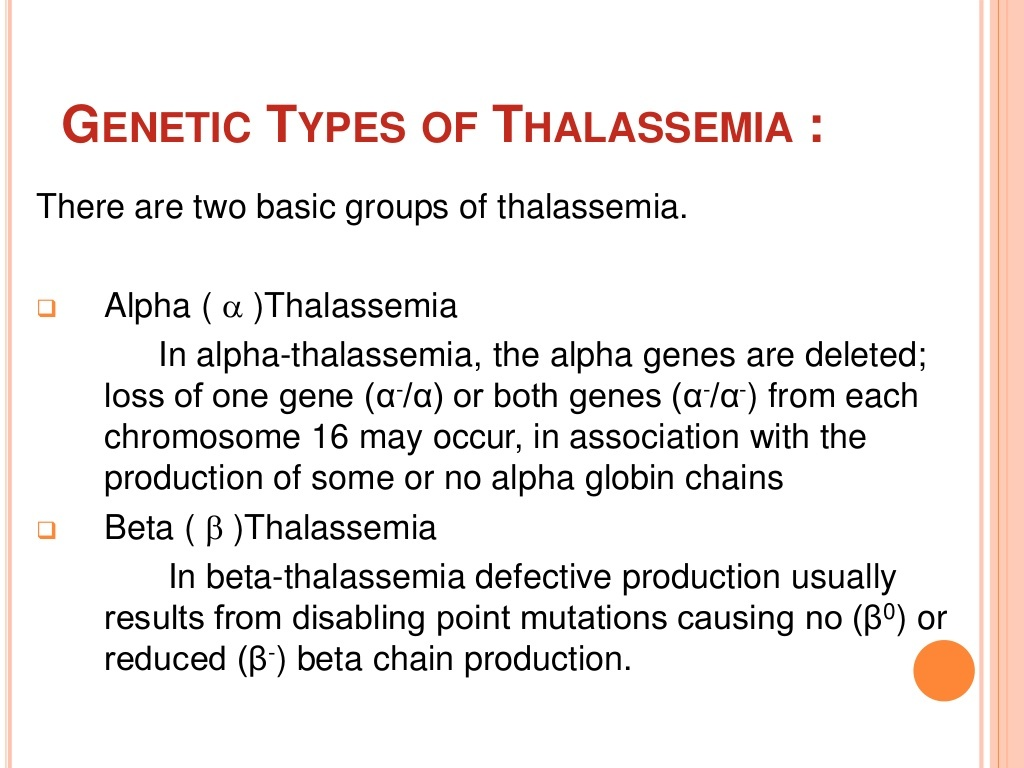 GENETIC TYPES OF THALASSEMIA :
There are two basic groups of thalassemia.
❑ Alpha ( α )Thalassemia
In alpha-thalassemia, the alpha genes are deleted;
loss of one gene (α⁻/α) or both genes (α⁻/α⁻) from each
chromosome 16 may occur, in association with the
production of some or no alpha globin chains
❑ Beta ( β )Thalassemia
In beta-thalassemia defective production usually
results from disabling point mutations causing no (β⁰) or
reduced (β⁻) beta chain production.